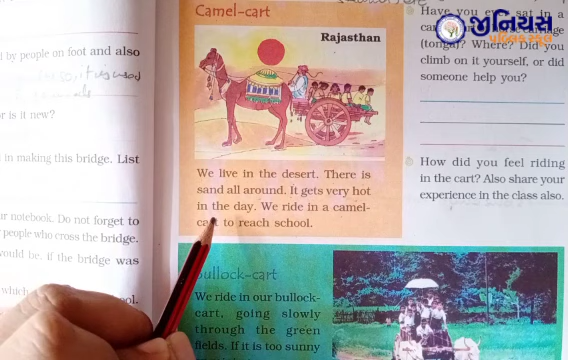 d by people on foot and also
or is it new?
in making this bridge. List
ur notebook. Do not forget to
people who cross the bridge.
would be, if the bridge was
which
ool.
Camel-cart
Rajasthan
We live in the desert. There is
sand all around. It gets very hot
in the day. We ride in a camel-
cart to reach school.
Bullock-cart
We ride in our bullock-
cart, going slowly
through the green
fields. If it is too sunny
Have you ever sat in a
(tonga)? Where? Did you
climb on it yourself, or did
someone help you?
How did you feel riding
in the cart? Also share your
experience in the class also.
જીનિયસ
પબ્લિક સ્કૂલ